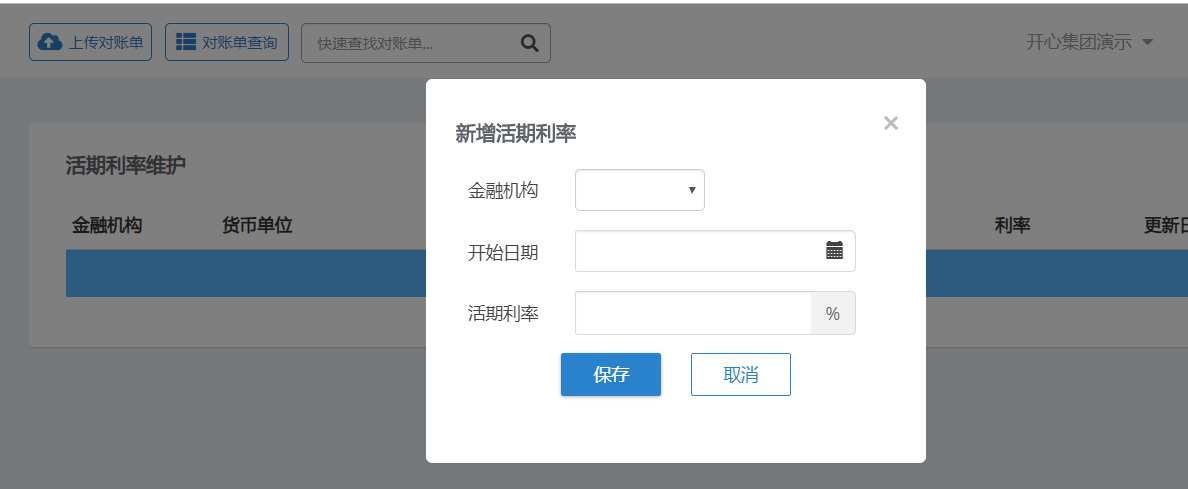 上传对账单 对账单查询 快速查找对账单... 开心集团演示
活期利率维护
金融机构 货币单位 利率 更新日
新增活期利率 ×
金融机构
开始日期
活期利率 %
保存 取消